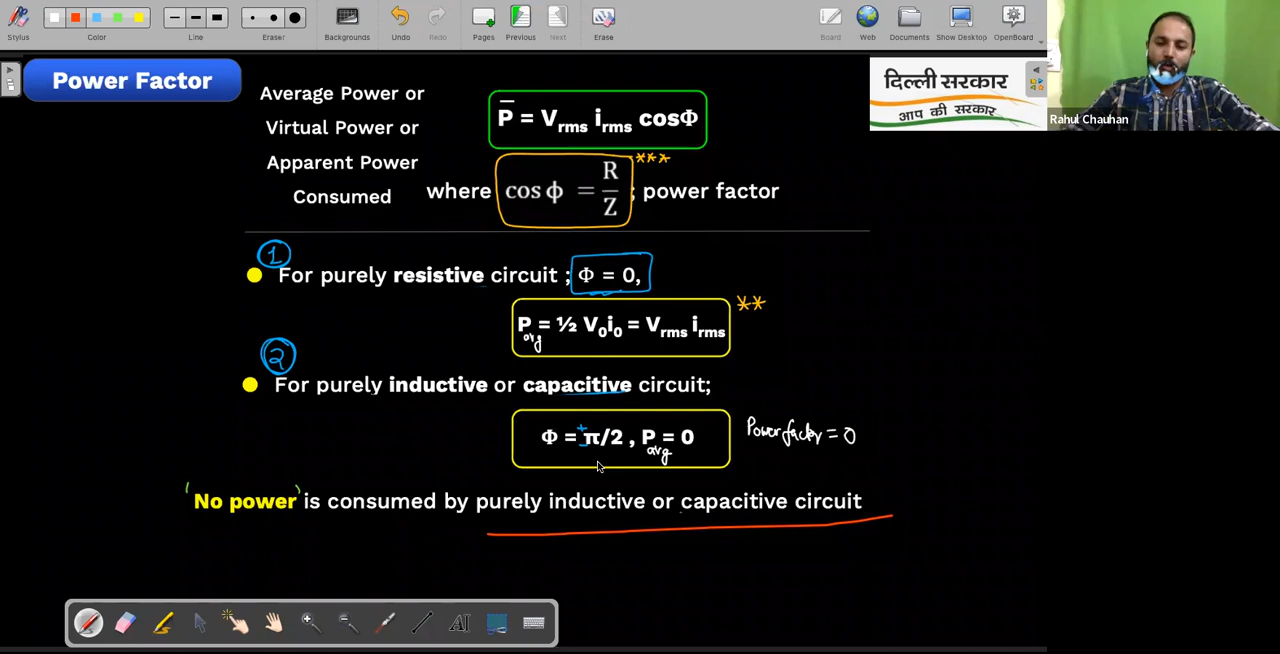 Stylus
Color
Line
Eraser
Backgrounds
Undo
Redo
Pages
Previous
Next
Erase
Board
Web
Documents
Show Desktop
OpenBoard
Power Factor
Average Power or
Virtual Power or
Apparent Power
Consumed
P̅ = Vrms irms cosΦ
***
where cos ϕ = R/Z ; power factor
दिल्ली सरकार
आप की सरकार
Rahul Chauhan
1
For purely resistive circuit ; Φ = 0,
Pavg = ½ V₀i₀ = Vrms irms **
2
For purely inductive or capacitive circuit;
Φ = ±π/2 , Pavg = 0
Power factor = 0
'No power' is consumed by purely inductive or capacitive circuit
AI